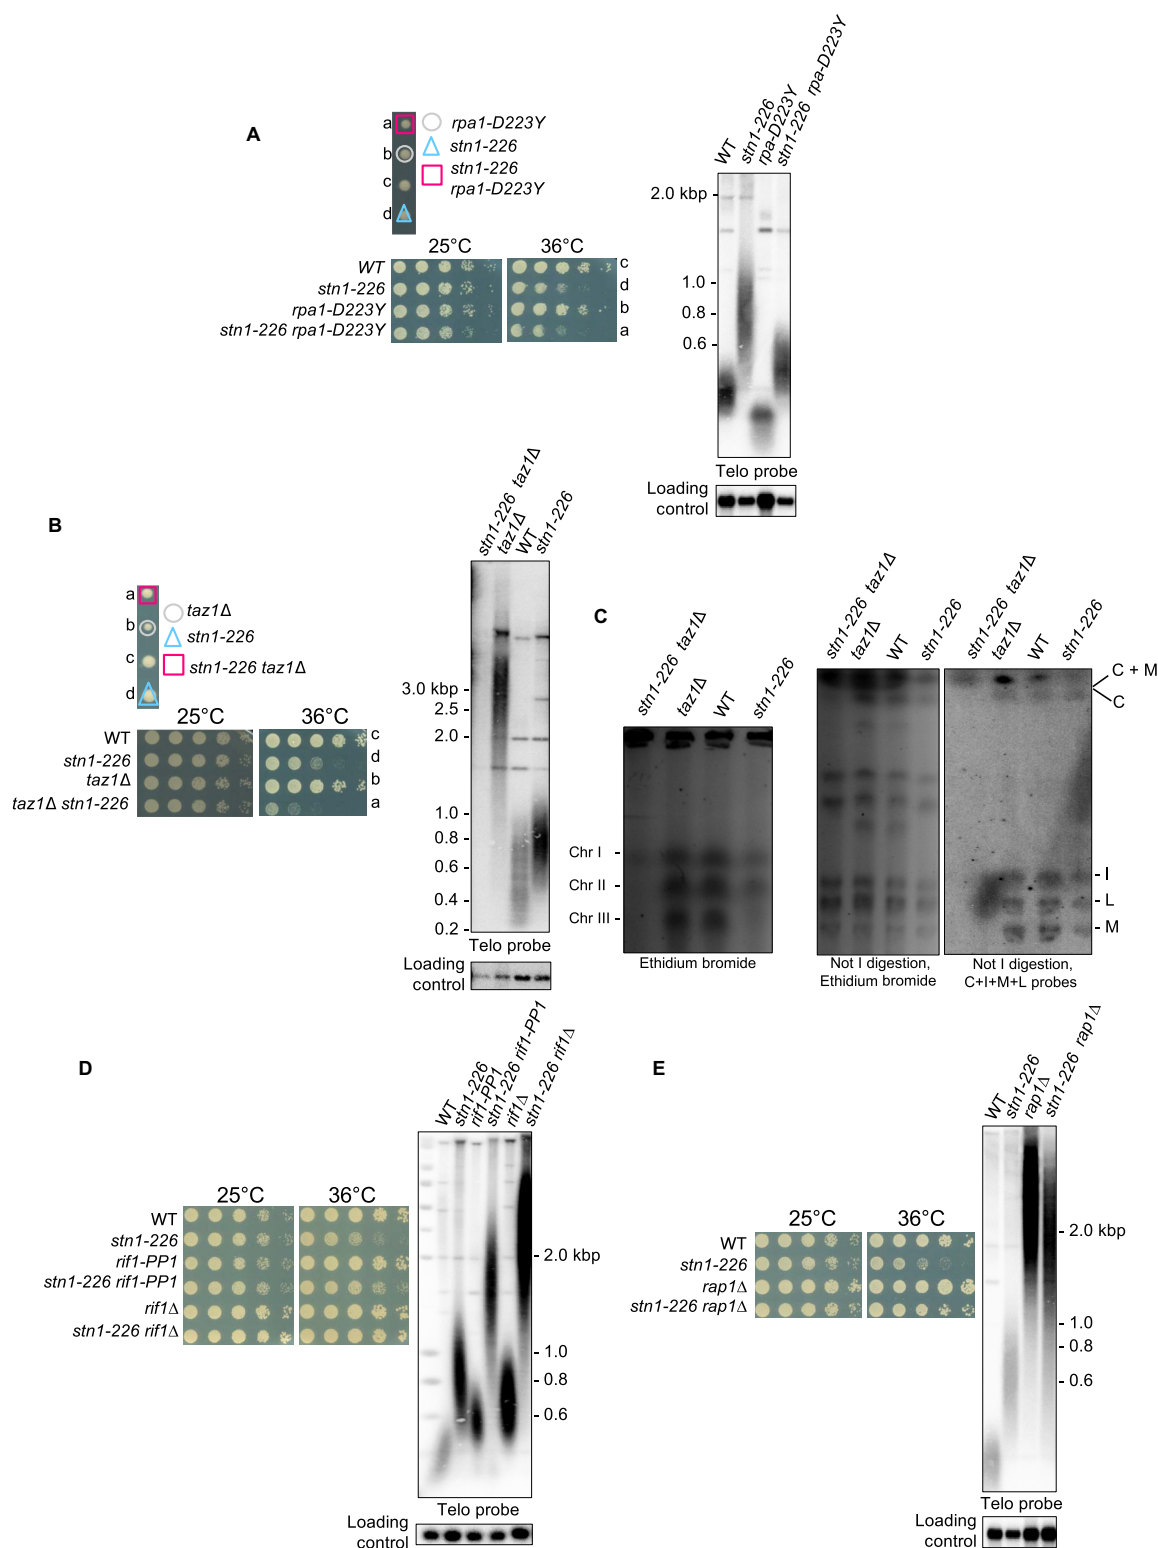 A
a
b
c
d
rpa1-D223Y
stn1-226
stn1-226
rpa1-D223Y
25°C
36°C
WT
stn1-226
rpa1-D223Y
stn1-226 rpa1-D223Y
c
d
b
a
WT
stn1-226
rpa-D223Y
stn1-226 rpa-D223Y
2.0 kbp
1.0
0.6
Telo probe
Loading
control
B
a
b
c
d
taz1Δ
stn1-226
stn1-226 taz1Δ
25°C
36°C
WT
stn1-226
taz1Δ
taz1Δ stn1-226
c
d
b
a
stn1-226 taz1Δ
taz1Δ
WT
stn1-226
3.0 kbp
2.5
2.0
1.0
0.8
0.6
0.4
0.2
Telo probe
Loading
control
C
stn1-226 taz1Δ
taz1Δ
WT
stn1-226
Chr I
Chr II
Chr III
Ethidium bromide
stn1-226 taz1Δ
taz1Δ
WT
stn1-226
Not I digestion,
Ethidium bromide
stn1-226 taz1Δ
taz1Δ
WT
stn1-226
C + M
C
I
L
M
Not I digestion,
C+I+M+L probes
D
25°C
36°C
WT
stn1-226
rif1-PP1
stn1-226 rif1-PP1
rif1Δ
stn1-226 rif1Δ
WT
stn1-226
rif1-PP1
stn1-226 rif1-PP1
rif1Δ
stn1-226 rif1Δ
2.0 kbp
1.0
0.8
0.6
Telo probe
Loading
control
E
25°C
36°C
WT
stn1-226
rap1Δ
stn1-226 rap1Δ
WT
stn1-226
rap1Δ
stn1-226 rap1Δ
2.0 kbp
1.0
0.8
0.6
Telo probe
Loading
control